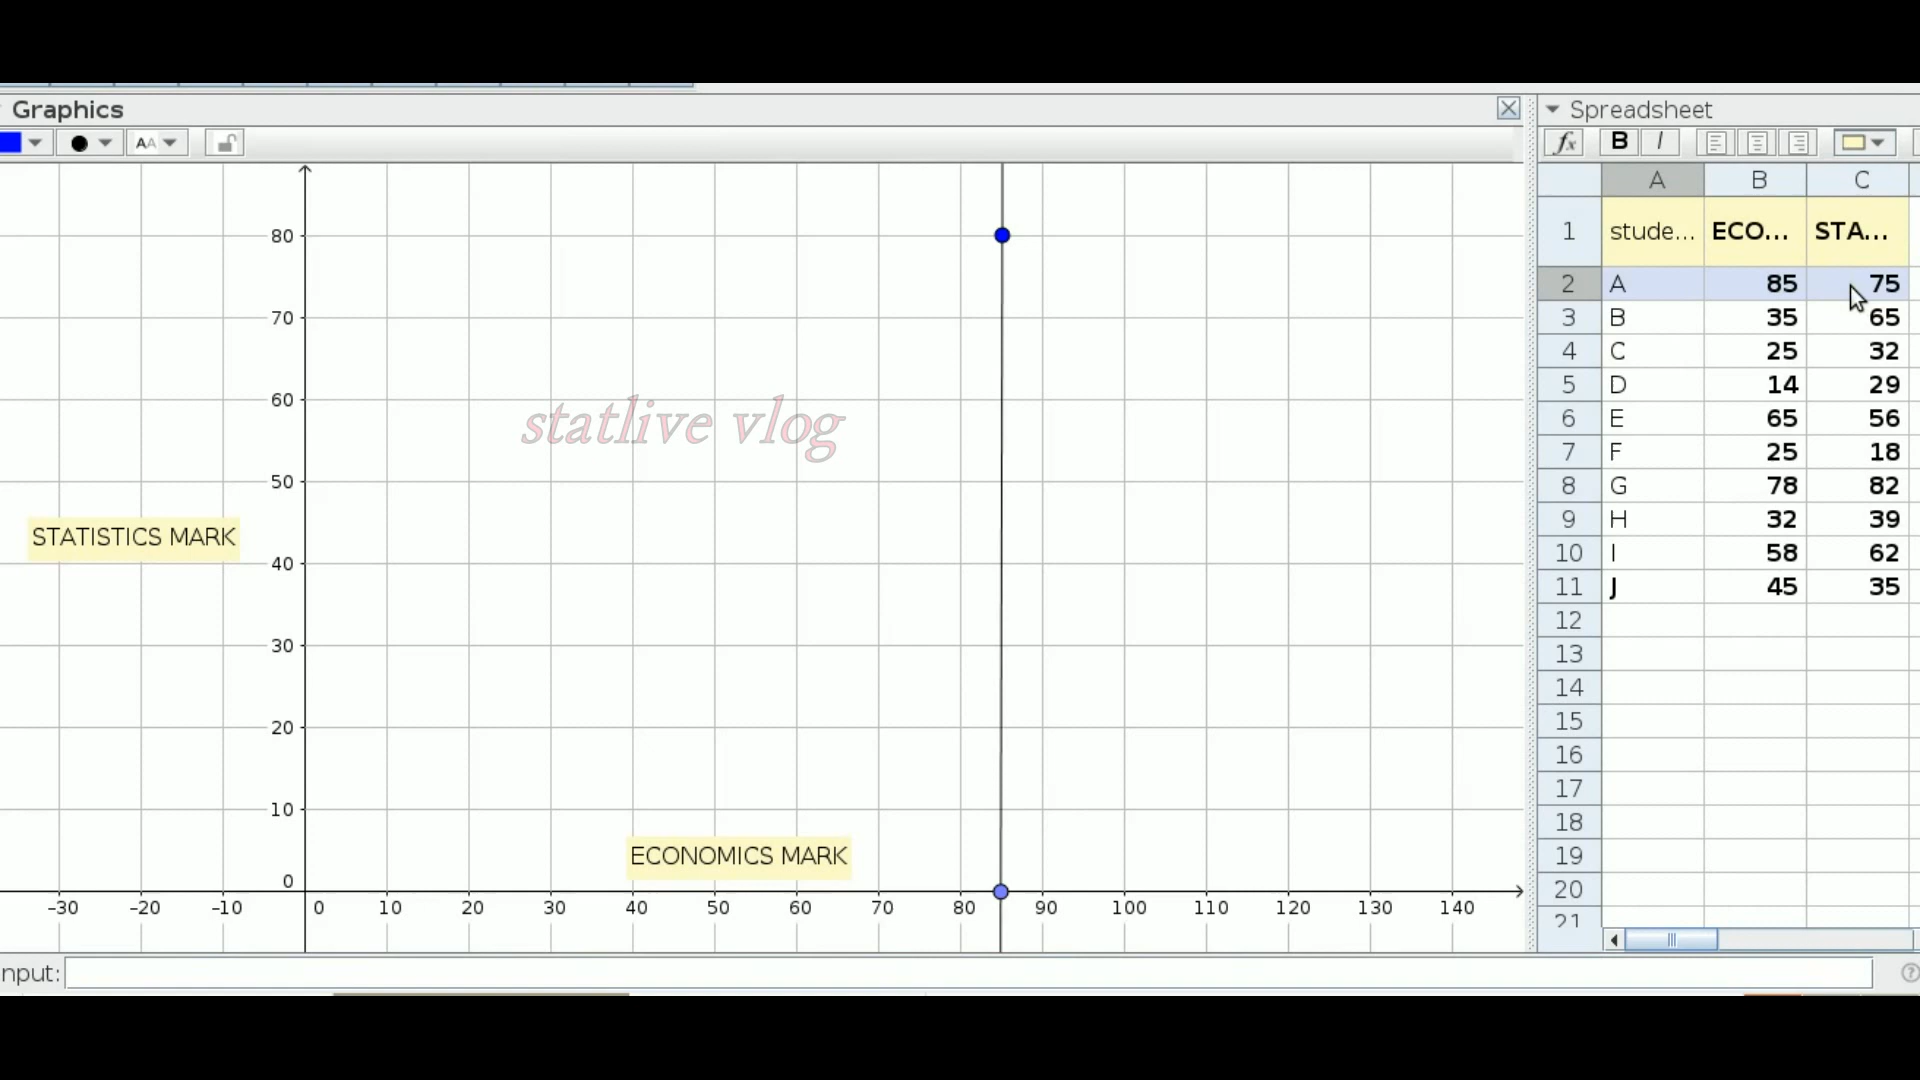 Graphics
Spreadsheet
AA
fx B I
A B C
1 stude... ECO... STA...
2 A 85 75
3 B 35 65
4 C 25 32
5 D 14 29
6 E 65 56
7 F 25 18
8 G 78 82
9 H 32 39
10 I 58 62
11 J 45 35
12
13
14
15
16
17
18
19
20
21
80
70
60
50
40
30
20
10
0
statlive vlog
STATISTICS MARK
ECONOMICS MARK
-30 -20 -10 0 10 20 30 40 50 60 70 80 90 100 110 120 130 140
nput: